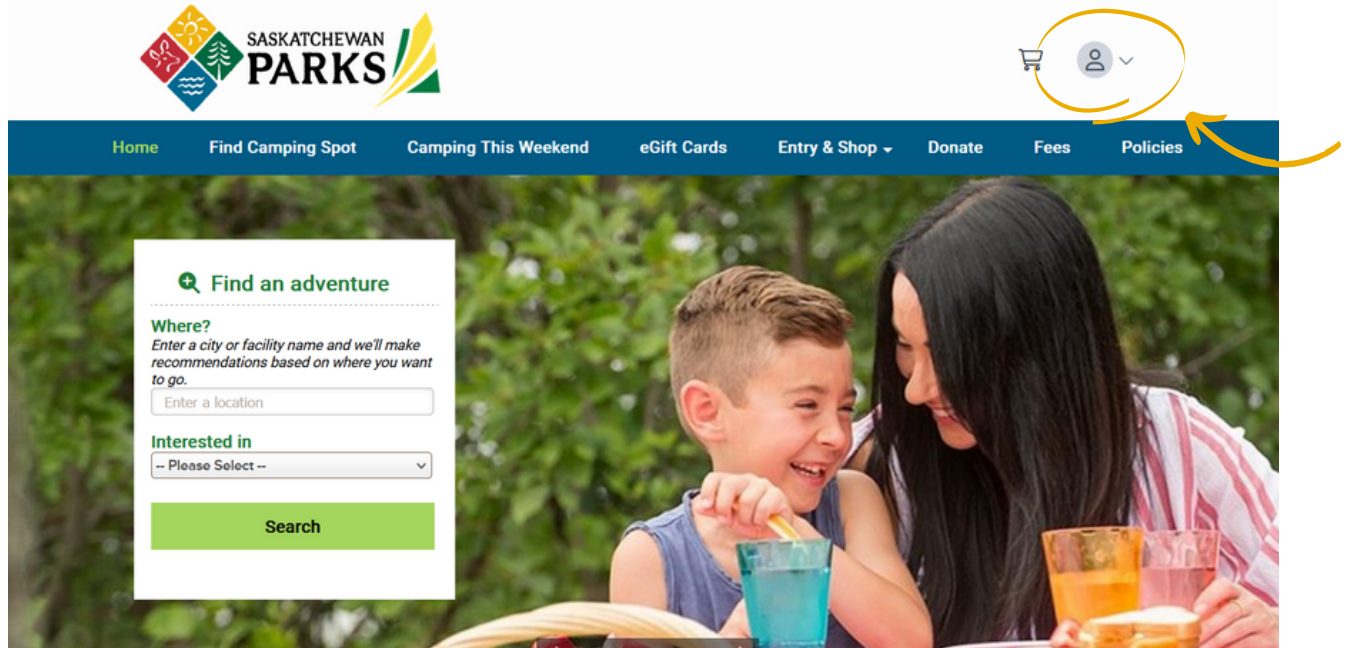 SASKATCHEWAN
PARKS
Home Find Camping Spot Camping This Weekend eGift Cards Entry & Shop Donate Fees Policies
Find an adventure
Where?
Enter a city or facility name and we'll make
recommendations based on where you want
to go.
Enter a location
Interested in
-- Please Select --
Search